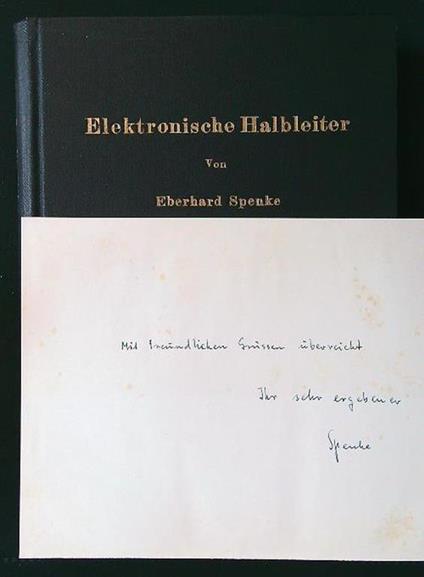 Elektronische Halbleiter
Von
Eberhard Spenke
Mit freundlichen Grüssen überreicht
Ihr sehr ergebener
Spenke